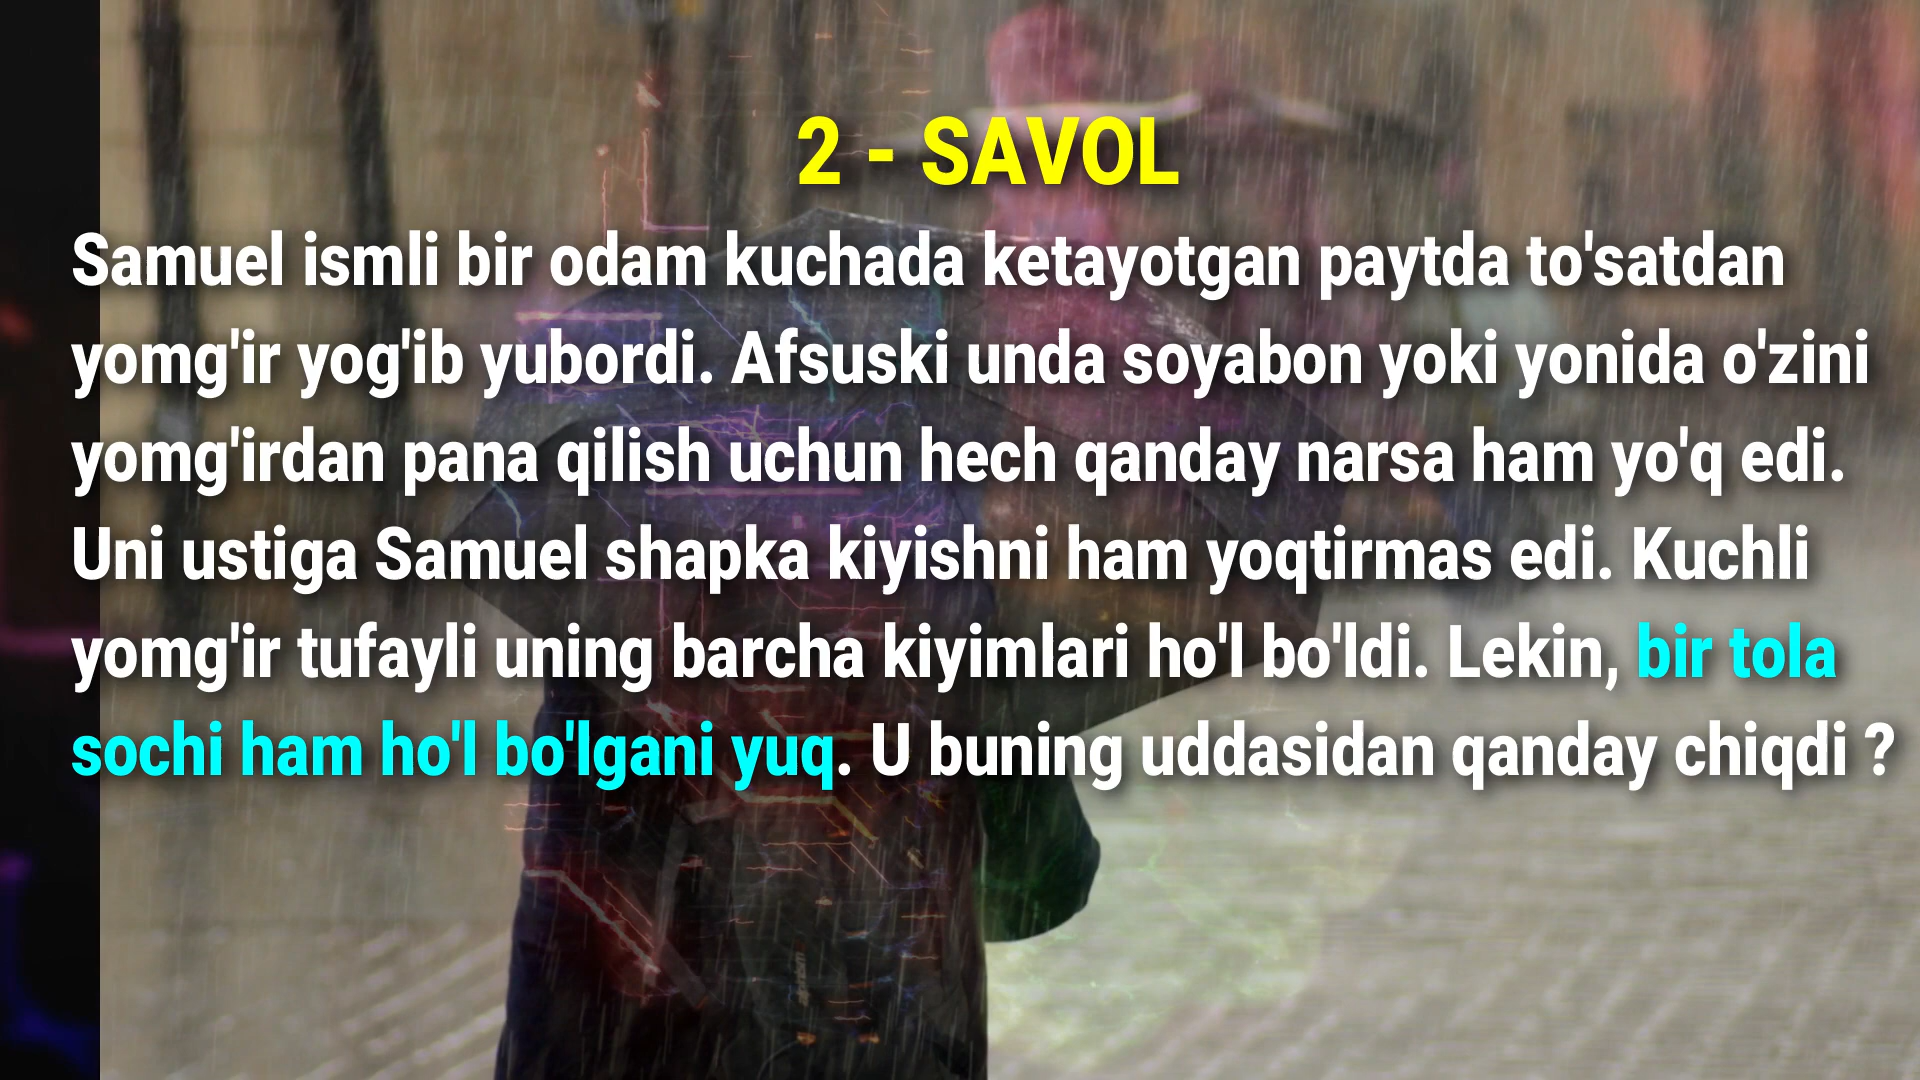 2 - SAVOL
Samuel ismli bir odam kuchada ketayotgan paytda to'satdan
yomg'ir yog'ib yubordi. Afsuski unda soyabon yoki yonida o'zini
yomg'irdan pana qilish uchun hech qanday narsa ham yo'q edi.
Uni ustiga Samuel shapka kiyishni ham yoqtirmas edi. Kuchli
yomg'ir tufayli uning barcha kiyimlari ho'l bo'ldi. Lekin, bir tola
sochi ham ho'l bo'lgani yuq. U buning uddasidan qanday chiqdi ?